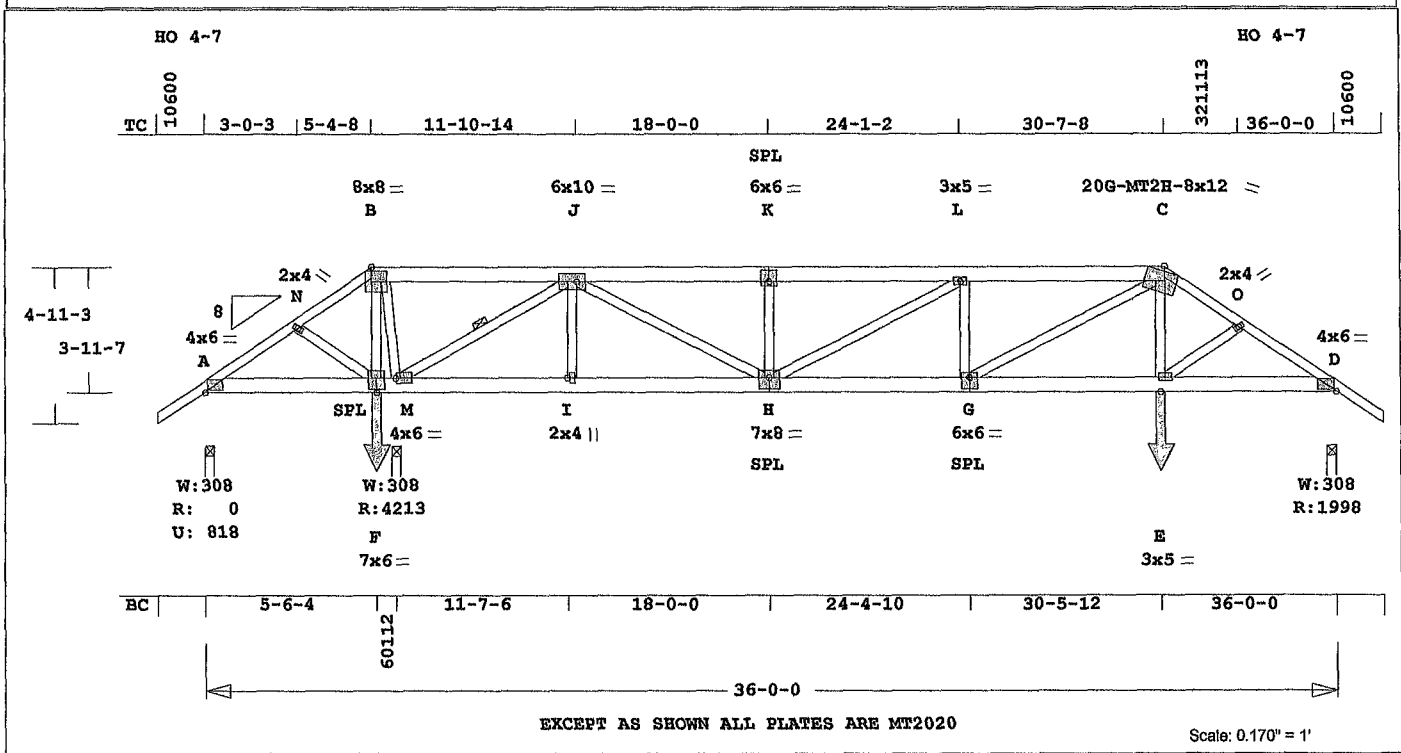 HO 4-7 HO 4-7
10600 321113 10600
TC 3-0-3 5-4-8 11-10-14 18-0-0 24-1-2 30-7-8 36-0-0
SPL
8x8 = 6x10 = 6x6 = 3x5 = 20G-MT2H-8x12
B J K L C
2x4 2x4
N O
8
4-11-3
4x6 = 4x6 =
3-11-7
A D
SPL M I H G
4x6 = 2x4 || 7x8 = 6x6 =
SPL SPL
W:308 W:308 W:308
R: 0 R:4213 R:1998
U: 818
F E
7x6 = 3x5 =
BC 5-6-4 11-7-6 18-0-0 24-4-10 30-5-12 36-0-0
60112
36-0-0
EXCEPT AS SHOWN ALL PLATES ARE MT2020
Scale: 0.170" = 1'